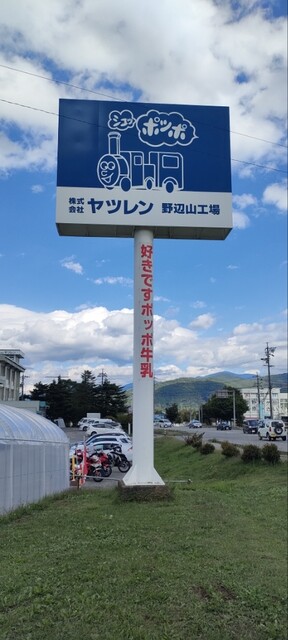 シュッ
ポッポ
株式会社 ヤツレン 野辺山工場
好きですポッポ牛乳